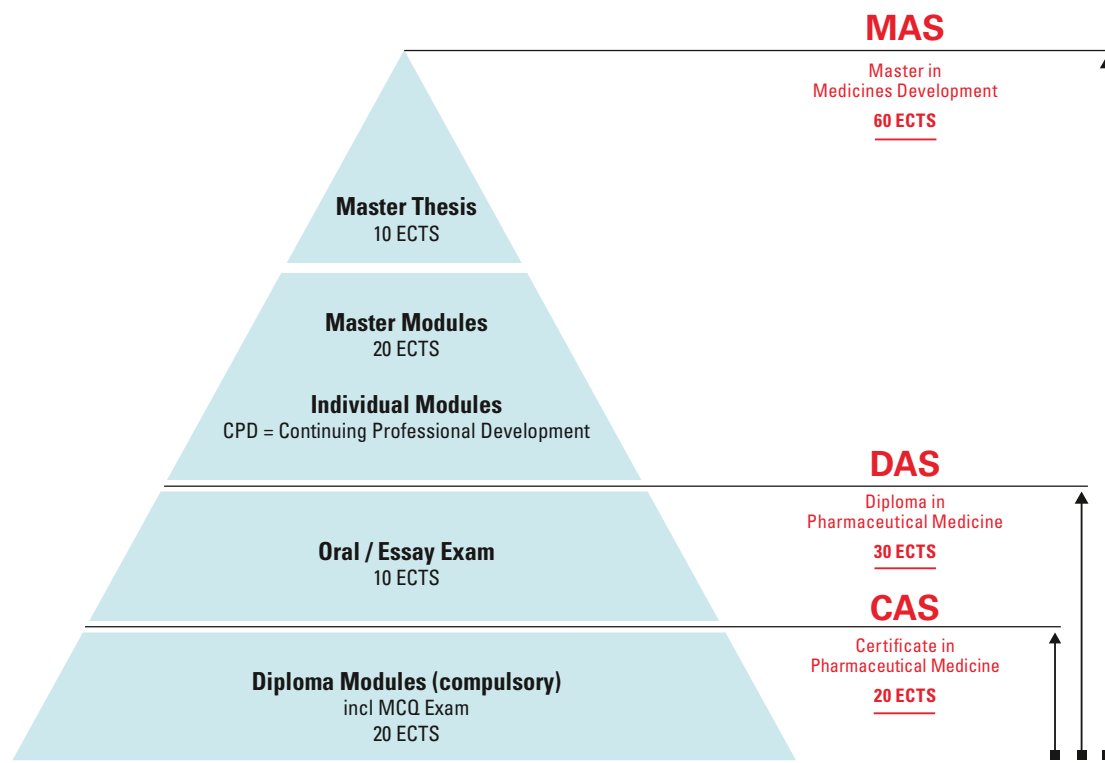 MAS
Master in
Medicines Development
60 ECTS
Master Thesis
10 ECTS
Master Modules
20 ECTS
Individual Modules
CPD = Continuing Professional Development
DAS
Diploma in
Pharmaceutical Medicine
30 ECTS
Oral / Essay Exam
10 ECTS
CAS
Certificate in
Pharmaceutical Medicine
20 ECTS
Diploma Modules (compulsory)
incl MCQ Exam
20 ECTS